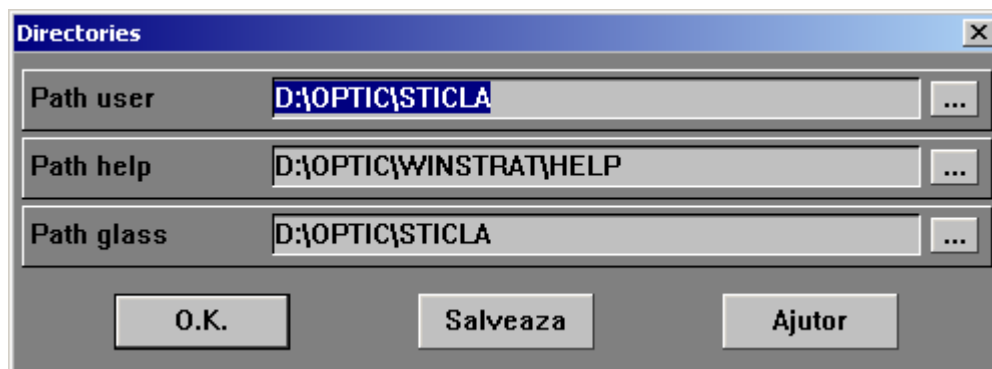 Directories
Path user D:\OPTIC\STICLA ...
Path help D:\OPTIC\WINSTRAT\HELP ...
Path glass D:\OPTIC\STICLA ...
O.K. Salveaza Ajutor